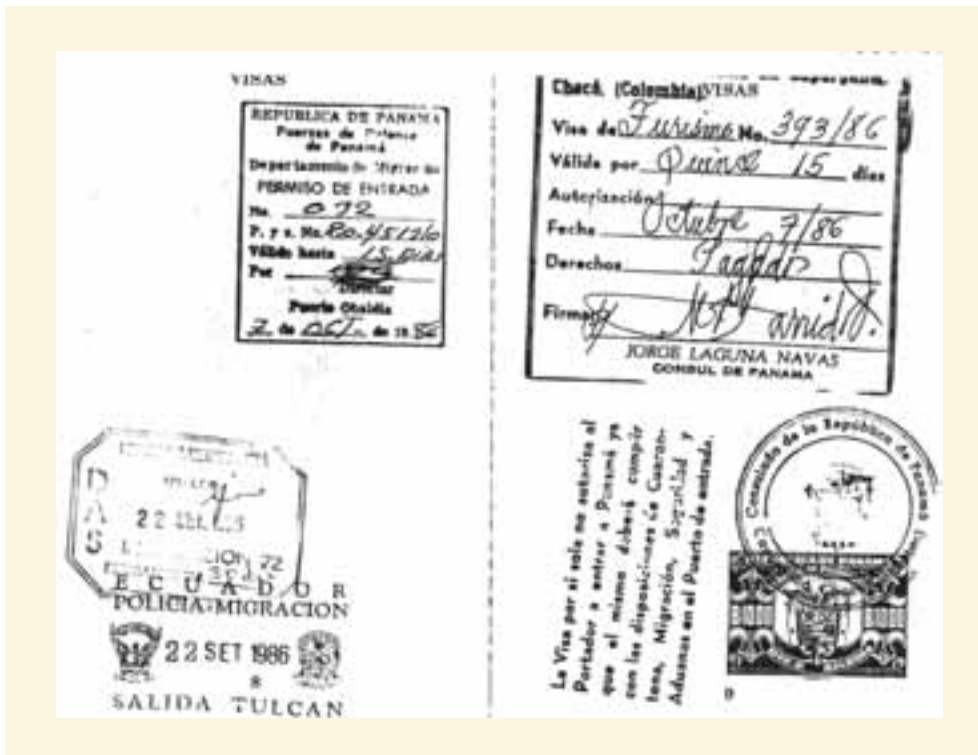 VISAS
REPUBLICA DE PANAMA
Fuerzas de
de Panamá
Departamento de
PERMISO DE ENTRADA
No. 072
P. y s. No.
Válido hasta 15 DIAS
Por
Director
Puerto Obaldía
7 de Oct. de 1986
DAS
ECUADOR
POLICIA-MIGRACION
22 SET 1986
8
SALIDA TULCAN
Chocó, (Colombia) VISAS
Visa de Turismo No. 393/86
Válida por 15 días
Autorización
Fecha Octubre 7/86
Derechos
Firma
JORGE LAGUNA NAVAS
CONSUL DE PANAMA
La Visa por sí sola no autoriza al
Portador a entrar a Panamá ya
que el mismo deberá cumplir
con las disposiciones de Cuaren-
tena, Migración, Seguridad y
Aduanas en el Puerto de entrada.
Consulado de la República de Panamá
9